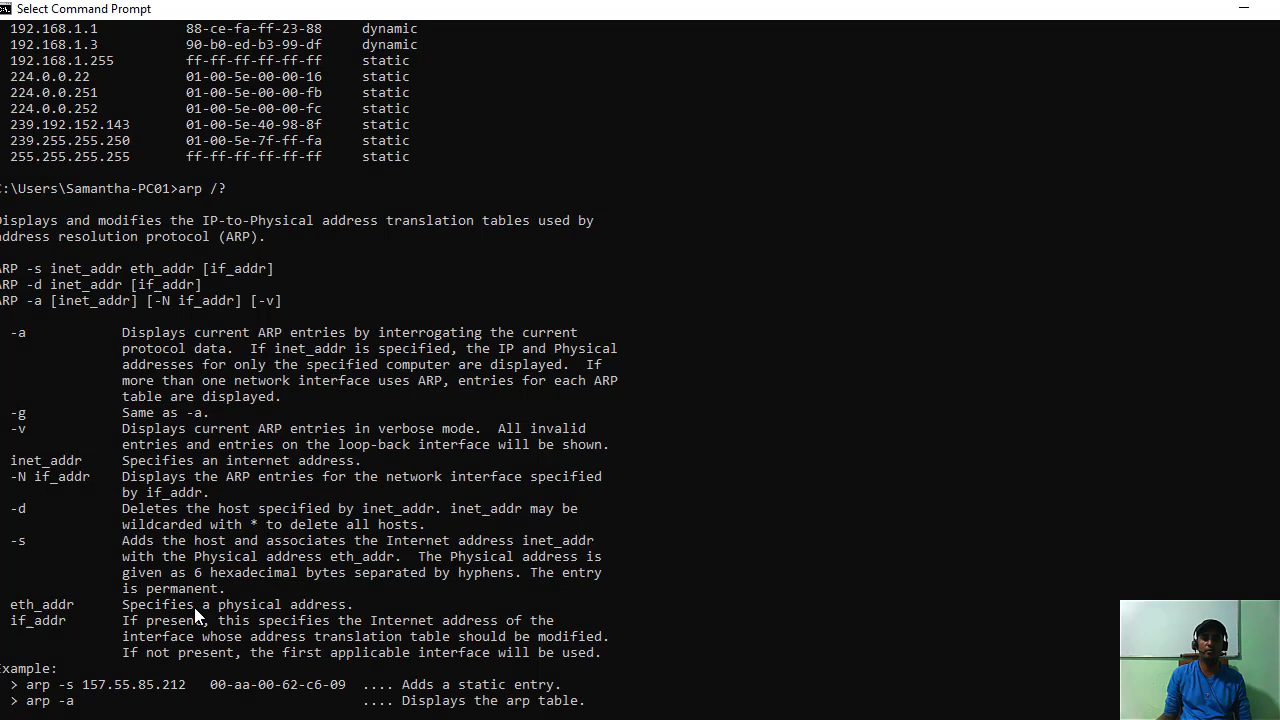 Select Command Prompt
192.168.1.1 88-ce-fa-ff-23-88 dynamic
192.168.1.3 90-b0-ed-b3-99-df dynamic
192.168.1.255 ff-ff-ff-ff-ff-ff static
224.0.0.22 01-00-5e-00-00-16 static
224.0.0.251 01-00-5e-00-00-fb static
224.0.0.252 01-00-5e-00-00-fc static
239.192.152.143 01-00-5e-40-98-8f static
239.255.255.250 01-00-5e-7f-ff-fa static
255.255.255.255 ff-ff-ff-ff-ff-ff static
C:\Users\Samantha-PC01>arp /?
Displays and modifies the IP-to-Physical address translation tables used by
address resolution protocol (ARP).
ARP -s inet_addr eth_addr [if_addr]
ARP -d inet_addr [if_addr]
ARP -a [inet_addr] [-N if_addr] [-v]
-a Displays current ARP entries by interrogating the current
protocol data. If inet_addr is specified, the IP and Physical
addresses for only the specified computer are displayed. If
more than one network interface uses ARP, entries for each ARP
table are displayed.
-g Same as -a.
-v Displays current ARP entries in verbose mode. All invalid
entries and entries on the loop-back interface will be shown.
inet_addr Specifies an internet address.
-N if_addr Displays the ARP entries for the network interface specified
by if_addr.
-d Deletes the host specified by inet_addr. inet_addr may be
wildcarded with * to delete all hosts.
-s Adds the host and associates the Internet address inet_addr
with the Physical address eth_addr. The Physical address is
given as 6 hexadecimal bytes separated by hyphens. The entry
is permanent.
eth_addr Specifies a physical address.
if_addr If present, this specifies the Internet address of the
interface whose address translation table should be modified.
If not present, the first applicable interface will be used.
Example:
> arp -s 157.55.85.212 00-aa-00-62-c6-09 .... Adds a static entry.
> arp -a .... Displays the arp table.